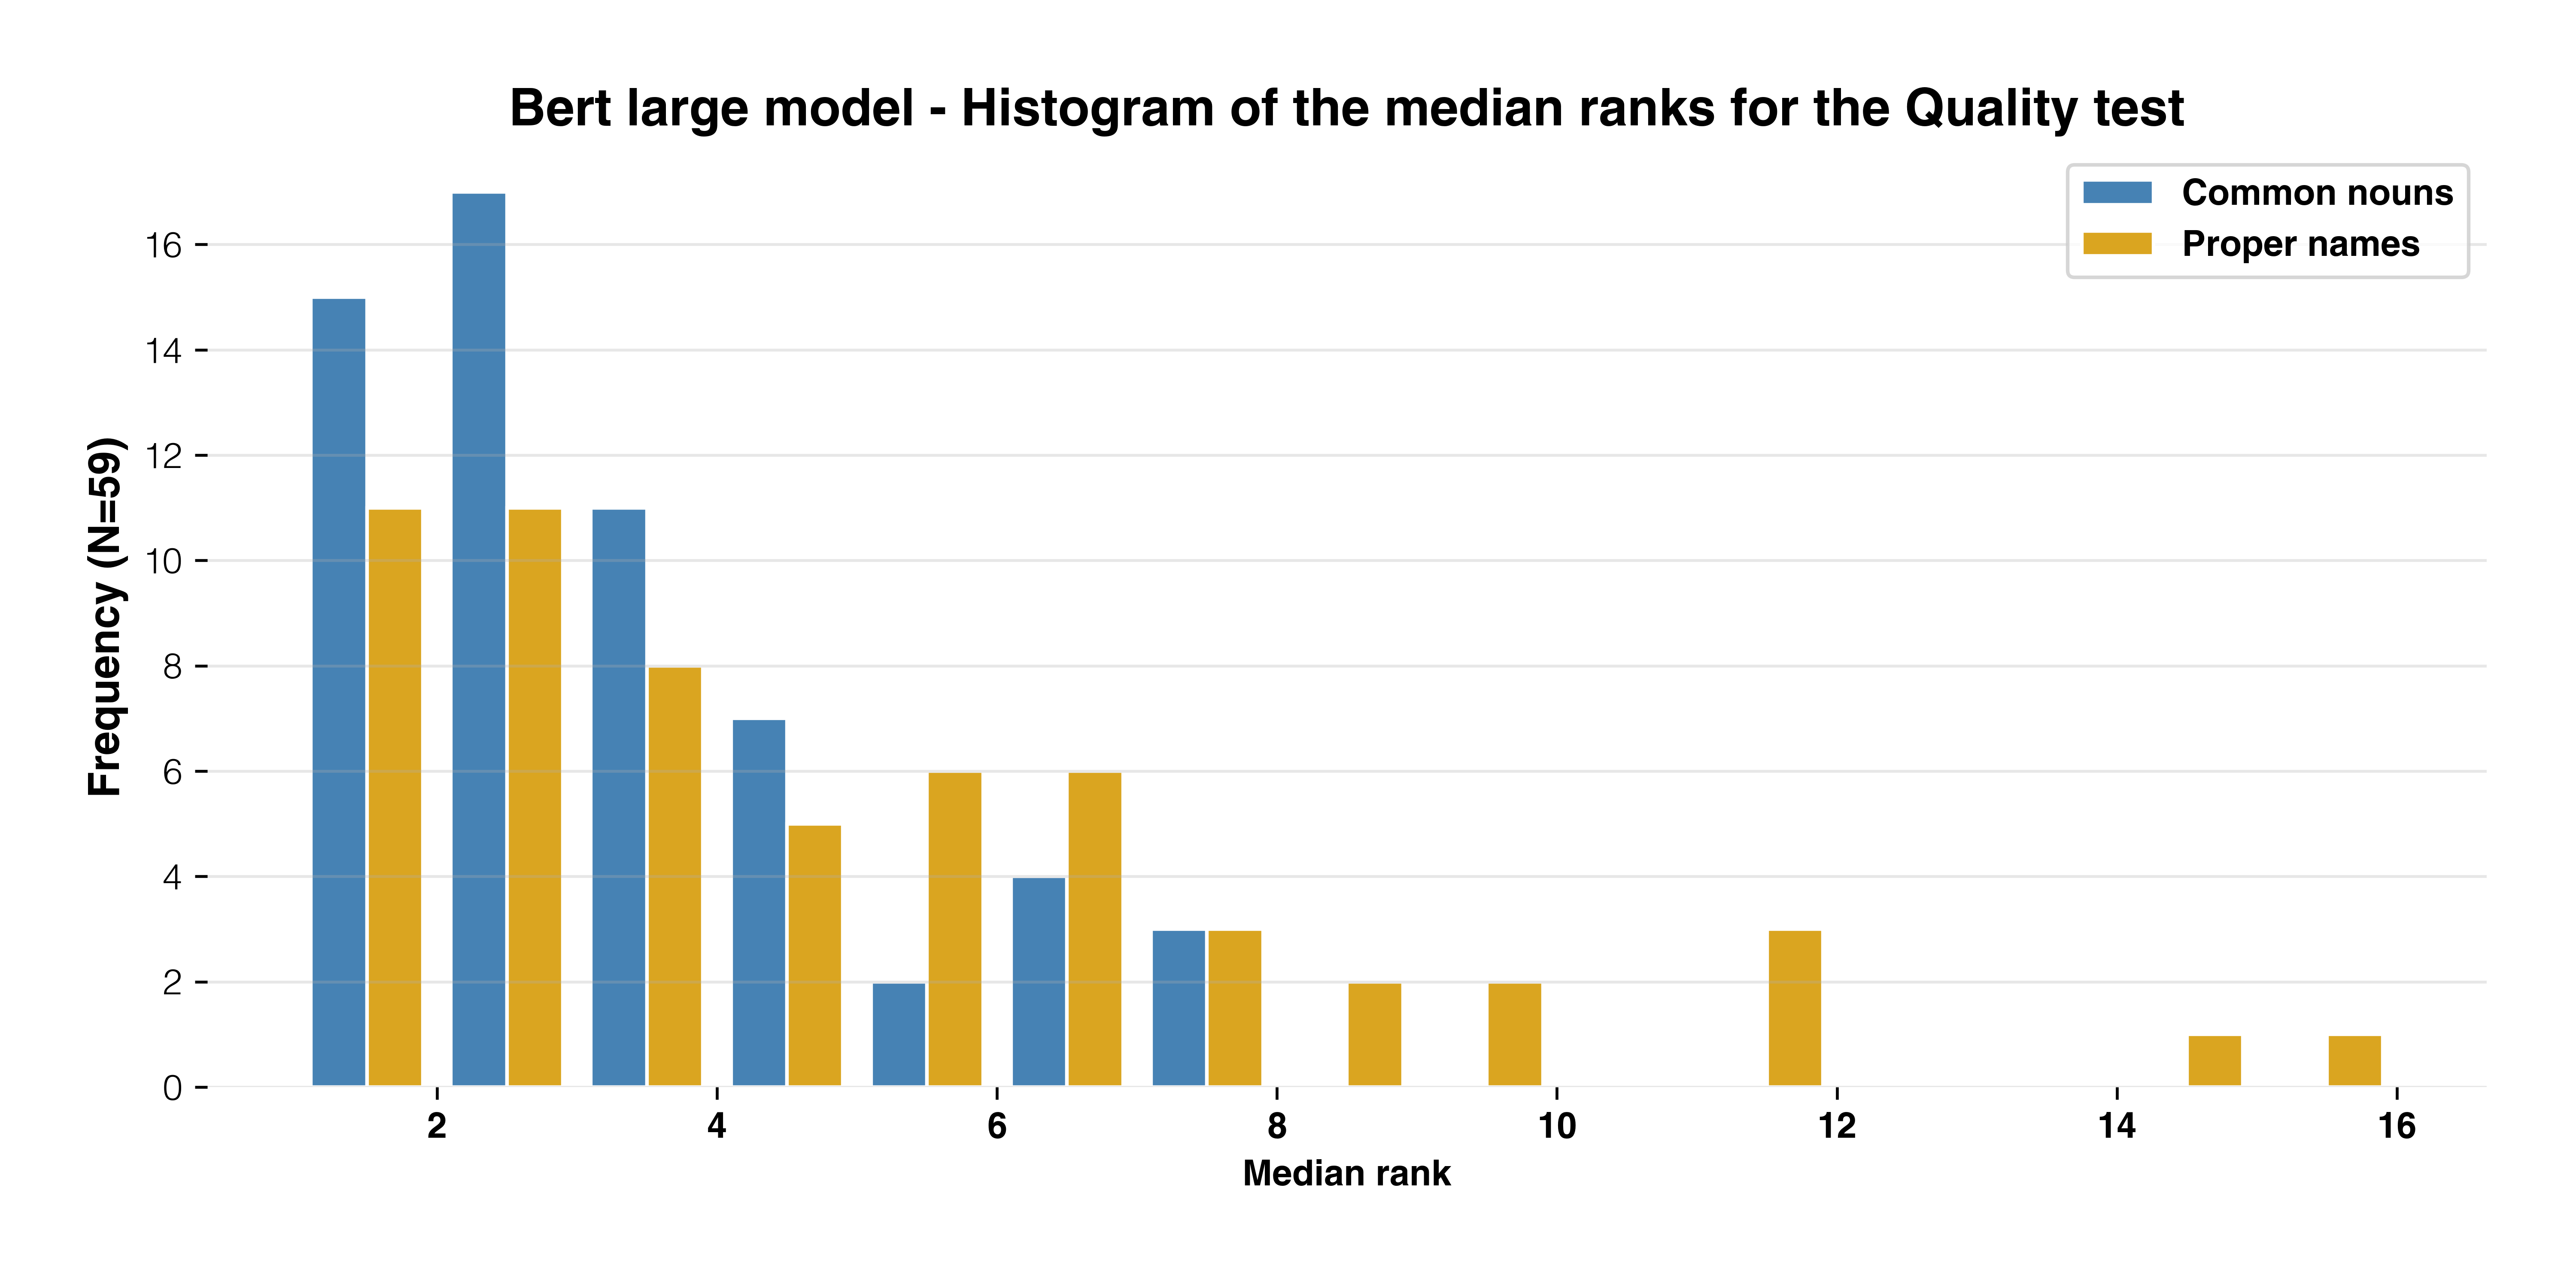 Bert large model - Histogram of the median ranks for the Quality test
Common nouns
Proper names
Frequency (N=59)
16
14
12
10
8
6
4
2
0
2 4 6 8 10 12 14 16
Median rank